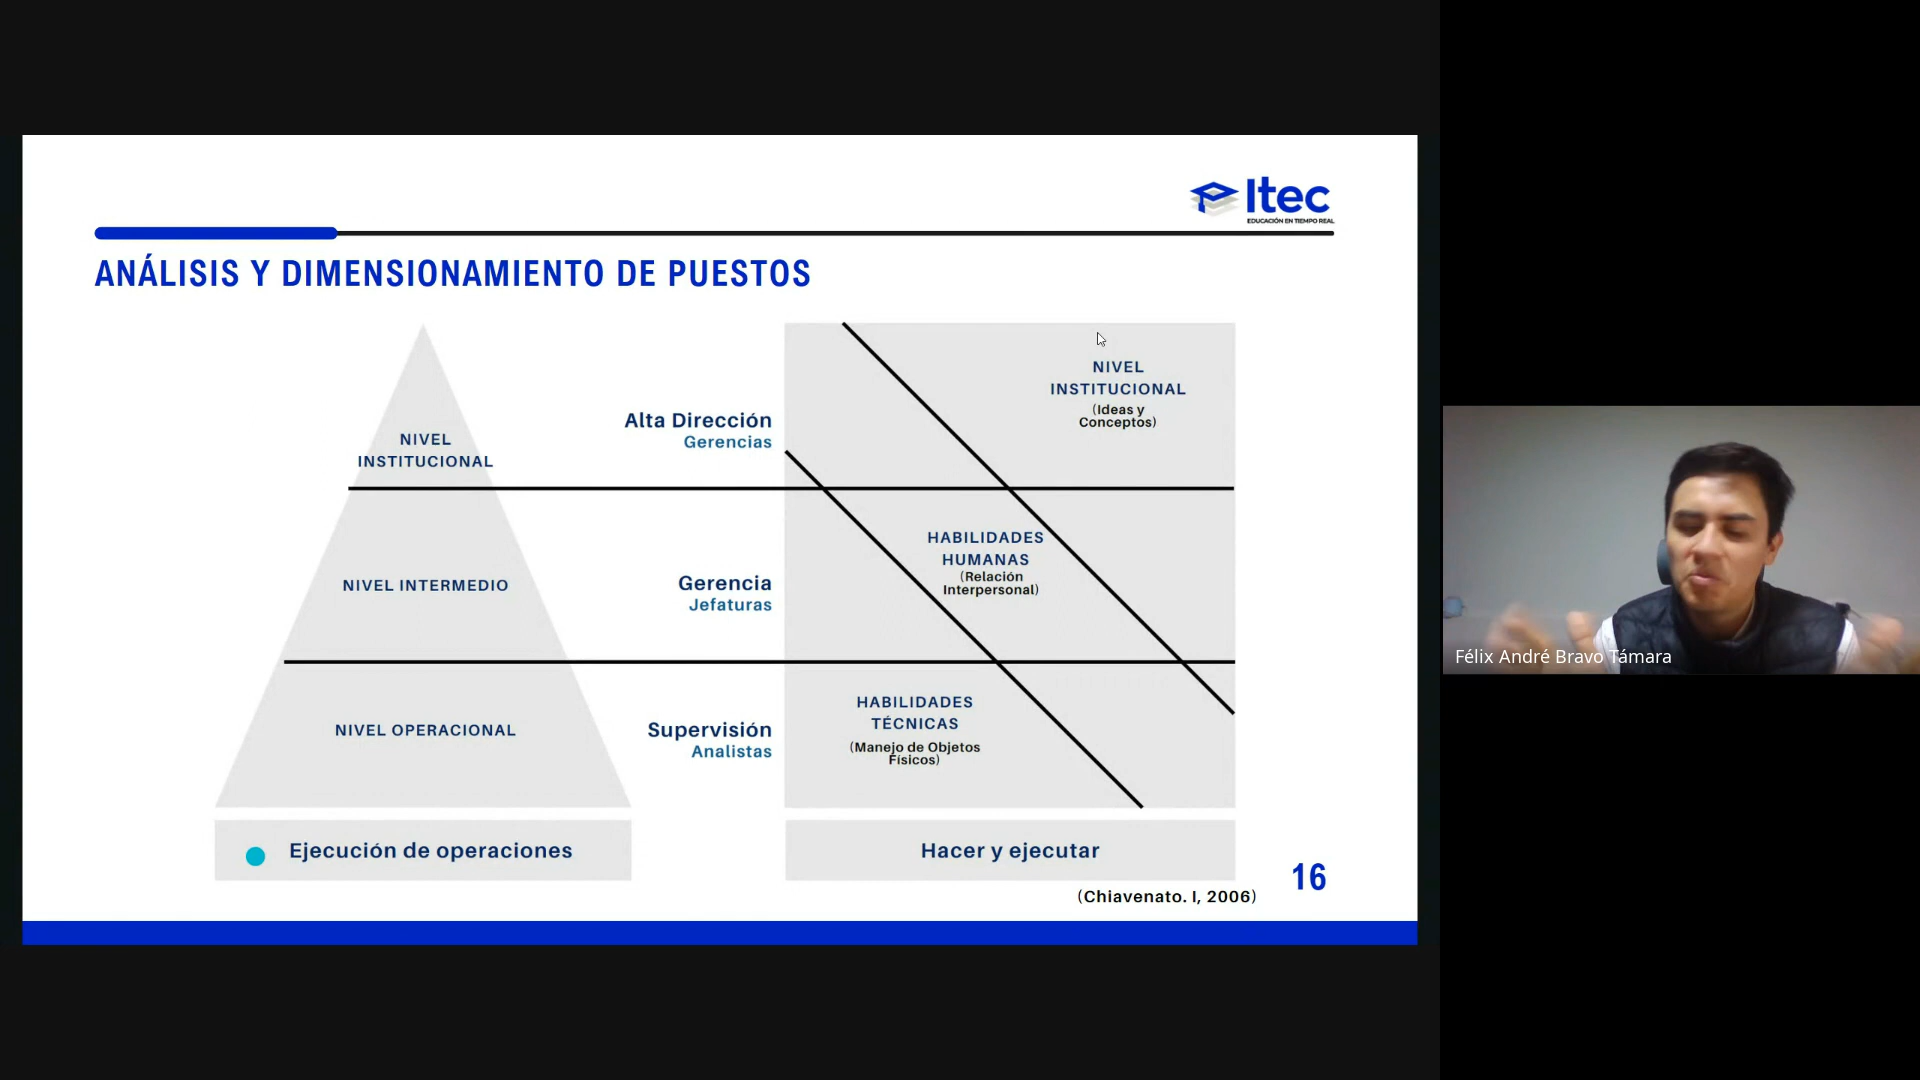 Itec
EDUCACIÓN EN TIEMPO REAL
ANÁLISIS Y DIMENSIONAMIENTO DE PUESTOS
NIVEL
INSTITUCIONAL
Alta Dirección
Gerencias
NIVEL
INSTITUCIONAL
(Ideas y
Conceptos)
NIVEL INTERMEDIO
Gerencia
Jefaturas
HABILIDADES
HUMANAS
(Relación
Interpersonal)
NIVEL OPERACIONAL
Supervisión
Analistas
HABILIDADES
TÉCNICAS
(Manejo de Objetos
Físicos)
Ejecución de operaciones
Hacer y ejecutar
16
(Chiavenato. I, 2006)
Félix André Bravo Támara